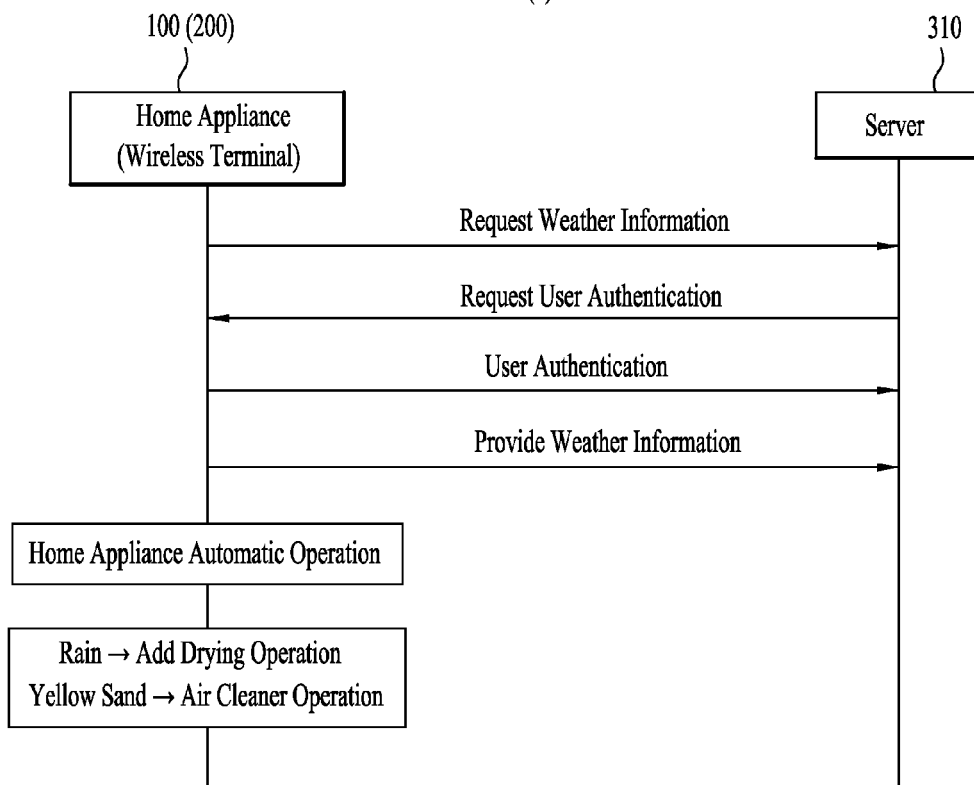 100 (200)
310
Home Appliance
(Wireless Terminal)
Server
Request Weather Information
Request User Authentication
User Authentication
Provide Weather Information
Home Appliance Automatic Operation
Rain → Add Drying Operation
Yellow Sand → Air Cleaner Operation